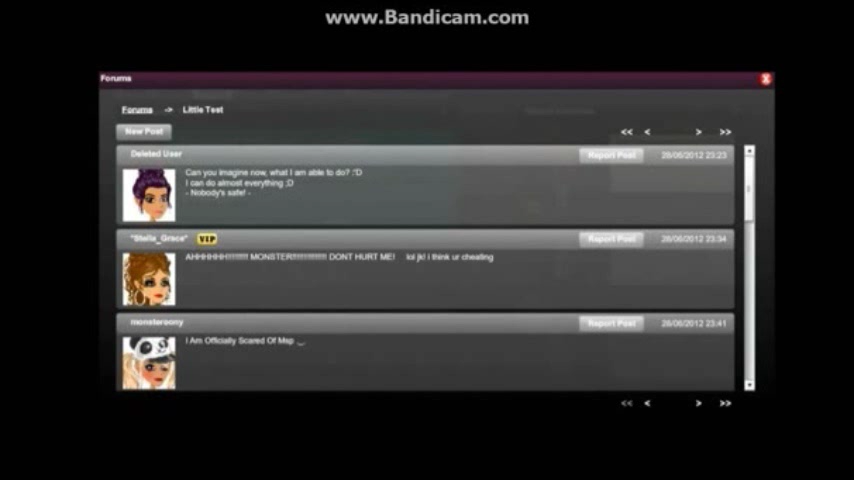 www.Bandicam.com
Forums
X
Forums -> Little Test
New Post << < > >>
Deleted User Report Post 28/06/2012 23:23
Can you imagine now, what I am able to do? :'D
I can do almost everything ;D
- Nobody's safe! -
"Stella_Grace" VIP Report Post 28/06/2012 23:34
AHHHHHH!!!!!!!!! MONSTER!!!!!!!!!!!!!!! DONT HURT ME! lol jk! i think ur cheating
monsteroony Report Post 28/06/2012 23:41
I Am Officially Scared Of Msp ._.
<< < > >>